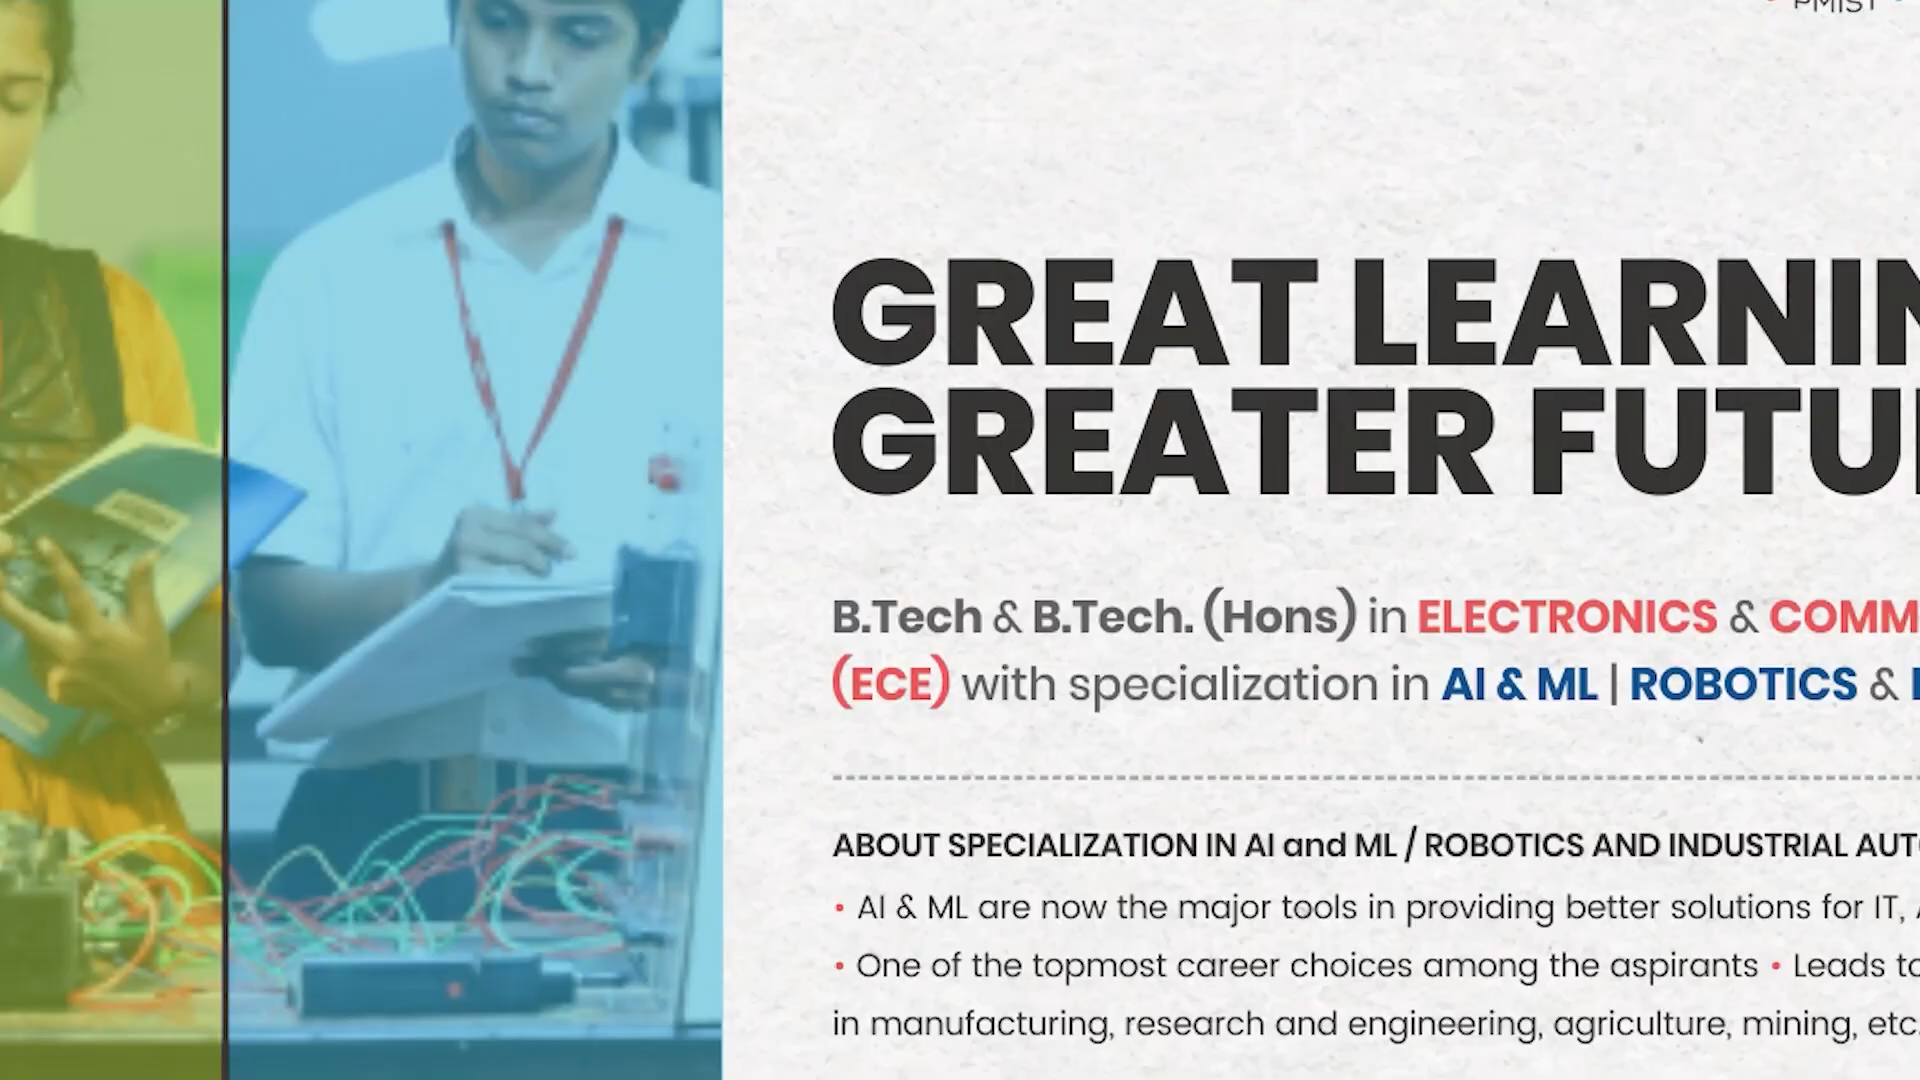 PMIST
GREAT LEARNIN
GREATER FUTU
B.Tech & B.Tech. (Hons) in ELECTRONICS & COMM
(ECE) with specialization in AI & ML | ROBOTICS &
ABOUT SPECIALIZATION IN AI and ML / ROBOTICS AND INDUSTRIAL AUT
• AI & ML are now the major tools in providing better solutions for IT,
• One of the topmost career choices among the aspirants • Leads to
in manufacturing, research and engineering, agriculture, mining, etc.